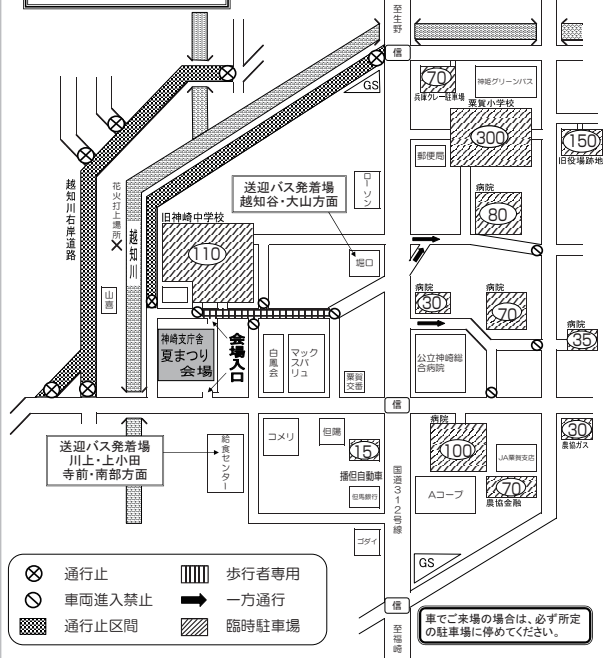 至生野
信
GS
70
兵庫クレー駐車場
神姫グリーンバス
粟賀小学校
300
150
旧役場跡地
郵便局
病院
80
ローソン
送迎バス発着場
越知谷・大山方面
旧神崎中学校
110
堀口
越知川右岸道路
花火打上場所
越知川
山嘉
病院
30
病院
70
病院
35
神崎支庁舎
夏まつり
会場
会場入口
白鳳会
マックスバリュ
粟賀
交番
公立神崎総
合病院
信
送迎バス発着場
川上・上小田
寺前・南部方面
給食センター
コメリ
但陽
15
播但自動車
但馬銀行
国道312号線
病院
100
JA粟賀支店
30
農協ガス
Aコープ
70
農協金融
ゴダイ
GS
信
至福崎
通行止
歩行者専用
車両進入禁止
一方通行
通行止区間
臨時駐車場
車でご来場の場合は、必ず所定
の駐車場に停めてください。